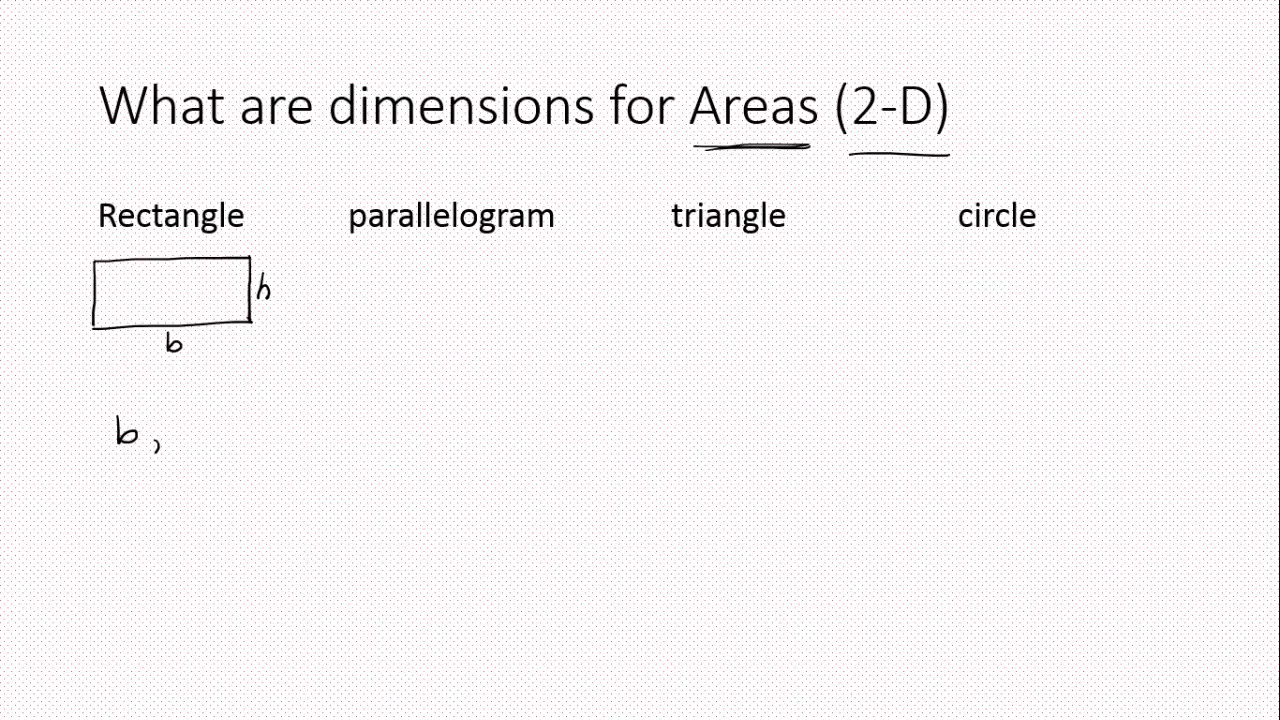 What are dimensions for Areas (2-D)
Rectangle parallelogram triangle circle
h
b
b ,